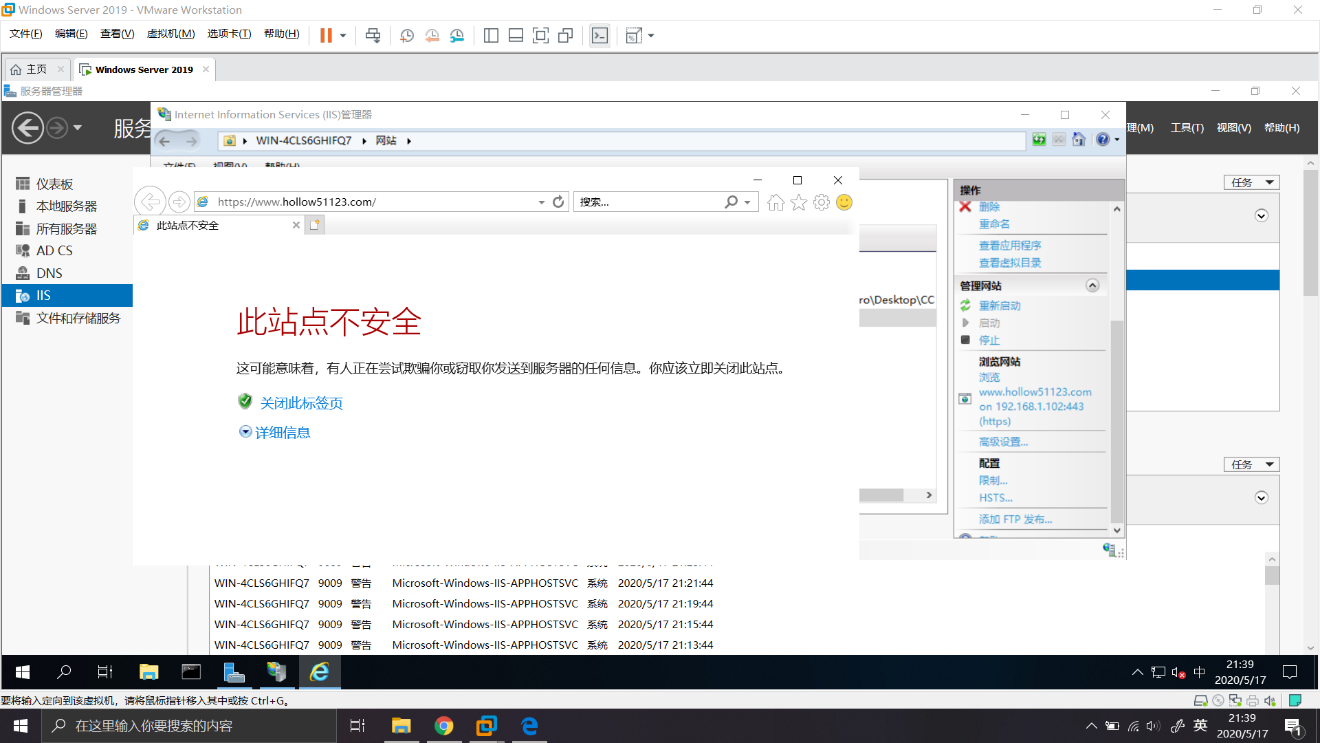 Windows Server 2019 - VMware Workstation
文件(F) 编辑(E) 查看(V) 虚拟机(M) 选项卡(T) 帮助(H)
主页 Windows Server 2019
服务器管理器
服务
理(M) 工具(T) 视图(V) 帮助(H)
Internet Information Services (IIS)管理器
WIN-4CLS6GHIFQ7 网站
文件(F) 视图(V) 帮助(H)
仪表板
本地服务器
所有服务器
AD CS
DNS
IIS
文件和存储服务
https://www.hollow51123.com/
搜索...
此站点不安全
此站点不安全
这可能意味着，有人正在尝试欺骗你或窃取你发送到服务器的任何信息。你应该立即关闭此站点。
关闭此标签页
详细信息
ro\Desktop\CC
操作
删除
重命名
查看应用程序
查看虚拟目录
管理网站
重新启动
启动
停止
浏览网站
浏览
www.hollow51123.com
on 192.168.1.102:443
(https)
高级设置...
配置
限制...
HSTS...
添加 FTP 发布...
任务
任务
WIN-4CLS6GHIFQ7 9009 警告 Microsoft-Windows-IIS-APPHOSTSVC 系统 2020/5/17 21:21:44
WIN-4CLS6GHIFQ7 9009 警告 Microsoft-Windows-IIS-APPHOSTSVC 系统 2020/5/17 21:19:44
WIN-4CLS6GHIFQ7 9009 警告 Microsoft-Windows-IIS-APPHOSTSVC 系统 2020/5/17 21:15:44
WIN-4CLS6GHIFQ7 9009 警告 Microsoft-Windows-IIS-APPHOSTSVC 系统 2020/5/17 21:13:44
中
21:39
2020/5/17
要将输入定向到该虚拟机，请将鼠标指针移入其中或按 Ctrl+G。
在这里输入你要搜索的内容
英
21:39
2020/5/17
1